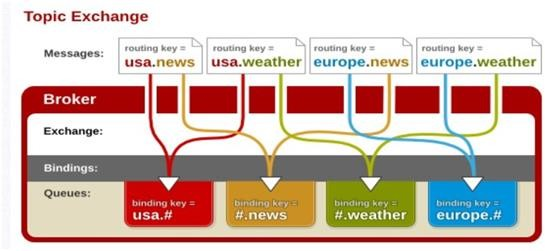 Topic Exchange
Messages:
routing key =
usa.news
routing key =
usa.weather
routing key =
europe.news
routing key =
europe.weather
Broker
Exchange:
Bindings:
Queues:
binding key =
usa.#
binding key =
#.news
binding key =
#.weather
binding key =
europe.#